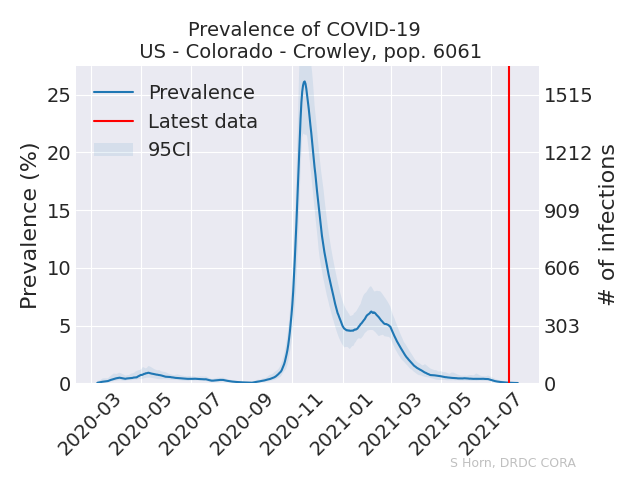 Prevalence of COVID-19
US - Colorado - Crowley, pop. 6061
Prevalence
Latest data
95CI
Prevalence (%)
25
20
15
10
5
0
1515
1212
909
606
303
0
# of infections
2020-03
2020-05
2020-07
2020-09
2020-11
2021-01
2021-03
2021-05
2021-07
S Horn, DRDC CORA